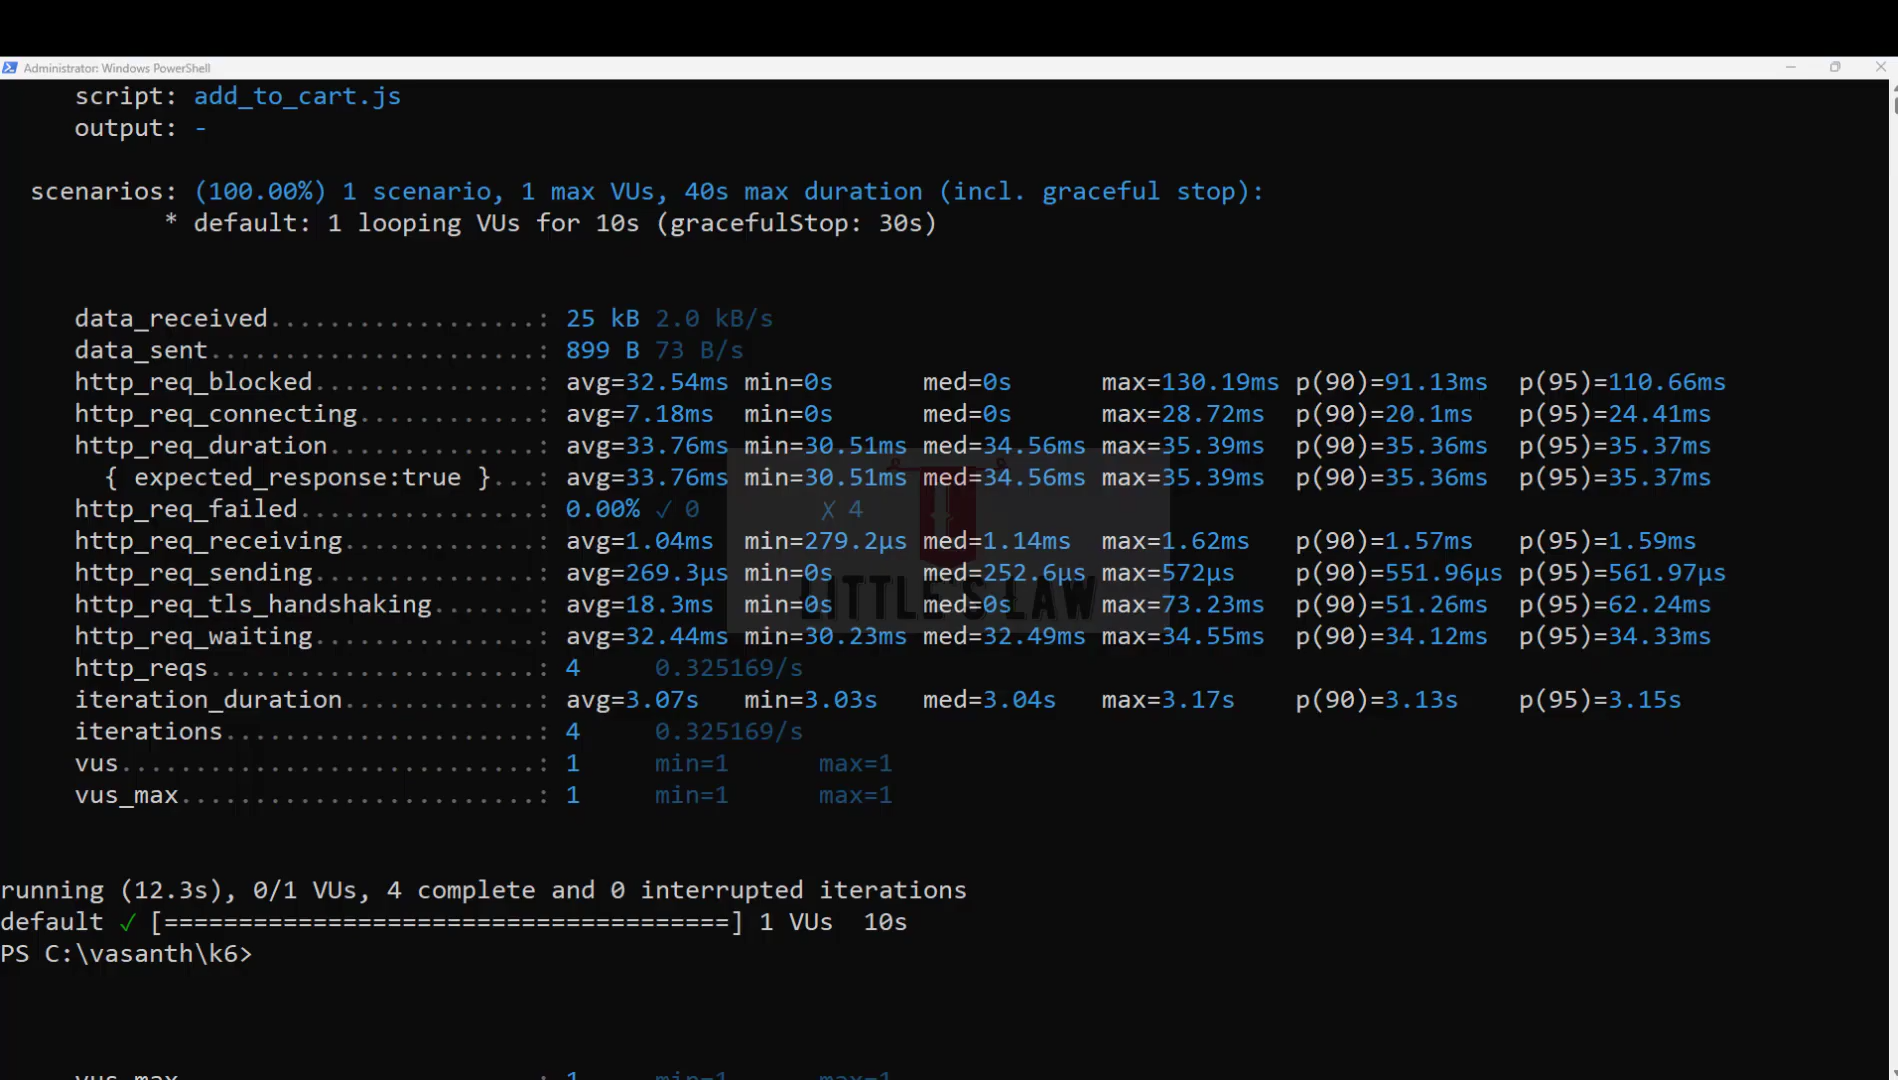 Administrator: Windows PowerShell
script: add_to_cart.js
output: -
scenarios: (100.00%) 1 scenario, 1 max VUs, 40s max duration (incl. graceful stop):
* default: 1 looping VUs for 10s (gracefulStop: 30s)
data_received..................: 25 kB 2.0 kB/s
data_sent......................: 899 B 73 B/s
http_req_blocked...............: avg=32.54ms min=0s med=0s max=130.19ms p(90)=91.13ms p(95)=110.66ms
http_req_connecting............: avg=7.18ms min=0s med=0s max=28.72ms p(90)=20.1ms p(95)=24.41ms
http_req_duration..............: avg=33.76ms min=30.51ms med=34.56ms max=35.39ms p(90)=35.36ms p(95)=35.37ms
{ expected_response:true }...: avg=33.76ms min=30.51ms med=34.56ms max=35.39ms p(90)=35.36ms p(95)=35.37ms
http_req_failed................: 0.00% ✓ 0 ✗ 4
http_req_receiving.............: avg=1.04ms min=279.2µs med=1.14ms max=1.62ms p(90)=1.57ms p(95)=1.59ms
http_req_sending...............: avg=269.3µs min=0s med=252.6µs max=572µs p(90)=551.96µs p(95)=561.97µs
http_req_tls_handshaking.......: avg=18.3ms min=0s med=0s max=73.23ms p(90)=51.26ms p(95)=62.24ms
http_req_waiting...............: avg=32.44ms min=30.23ms med=32.49ms max=34.55ms p(90)=34.12ms p(95)=34.33ms
http_reqs......................: 4 0.325169/s
iteration_duration.............: avg=3.07s min=3.03s med=3.04s max=3.17s p(90)=3.13s p(95)=3.15s
iterations.....................: 4 0.325169/s
vus............................: 1 min=1 max=1
vus_max........................: 1 min=1 max=1
LITTLE'S LAW
running (12.3s), 0/1 VUs, 4 complete and 0 interrupted iterations
default ✓ [======================================] 1 VUs 10s
PS C:\vasanth\k6>
vus_max........................: 1 min=1 max=1